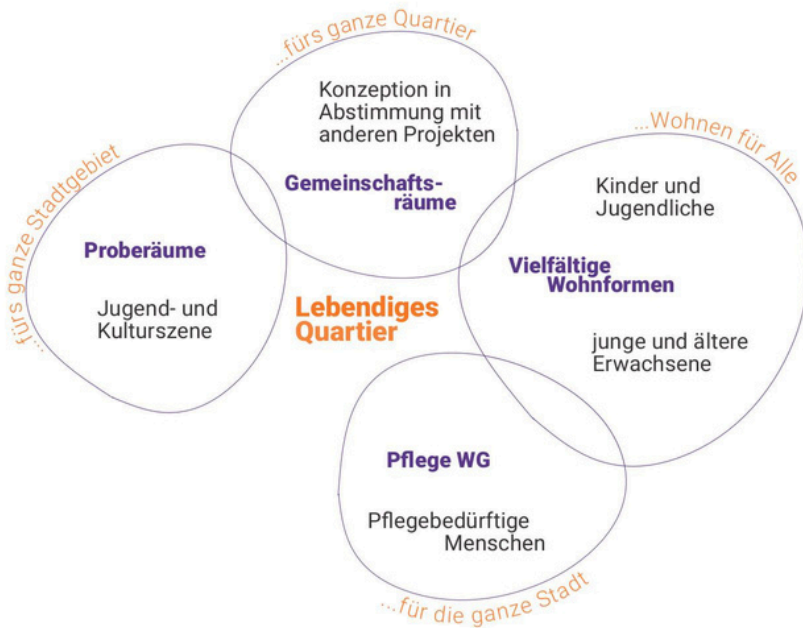 ...fürs ganze Quartier
Konzeption in
Abstimmung mit
anderen Projekten
Gemeinschafts-
räume
...fürs ganze Stadtgebiet
Proberäume
Jugend- und
Kulturszene
...Wohnen für Alle
Kinder und
Jugendliche
Vielfältige
Wohnformen
junge und ältere
Erwachsene
Lebendiges
Quartier
Pflege WG
Pflegebedürftige
Menschen
...für die ganze Stadt